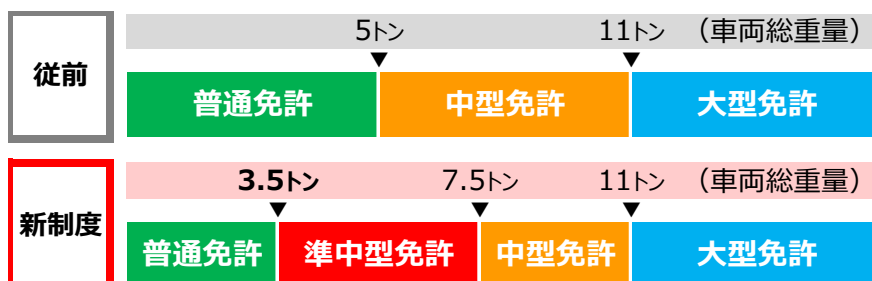 従前
5トン 11トン （車両総重量）
▼ ▼
普通免許 中型免許 大型免許
新制度
3.5トン 7.5トン 11トン （車両総重量）
▼ ▼ ▼
普通免許 準中型免許 中型免許 大型免許